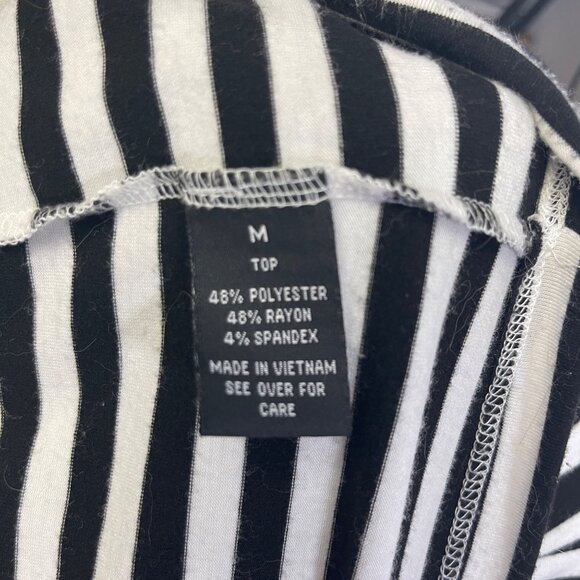 M
TOP
48% POLYESTER
48% RAYON
4% SPANDEX
MADE IN VIETNAM
SEE OVER FOR
CARE